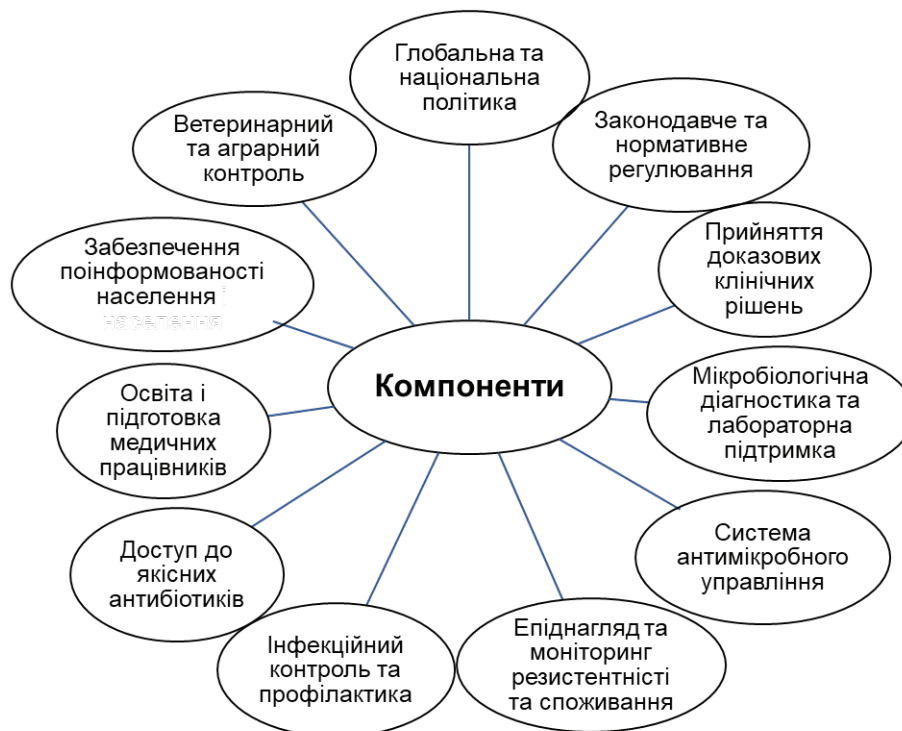 Глобальна та
національна
політика
Законодавче та
нормативне
регулювання
Прийняття
доказових
клінічних
рішень
Мікробіологічна
діагностика та
лабораторна
підтримка
Система
антимікробного
управління
Епіднагляд та
моніторинг
резистентністі
та споживання
Інфекційний
контроль та
профілактика
Доступ до
якісних
антибіотиків
Освіта і
підготовка
медичних
працівників
Забезпечення
поінформованості
населення
населення
Ветеринарний
та аграрний
контроль
Компоненти